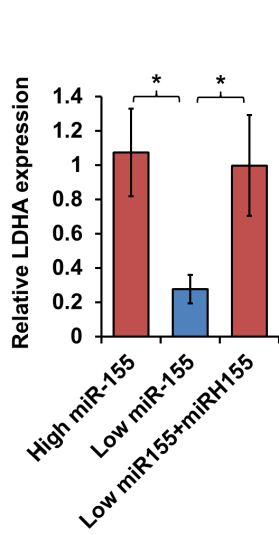 * *
Relative LDHA expression
1.4
1.2
1
0.8
0.6
0.4
0.2
0
High miR-155
Low miR-155
Low miR155+miRH155